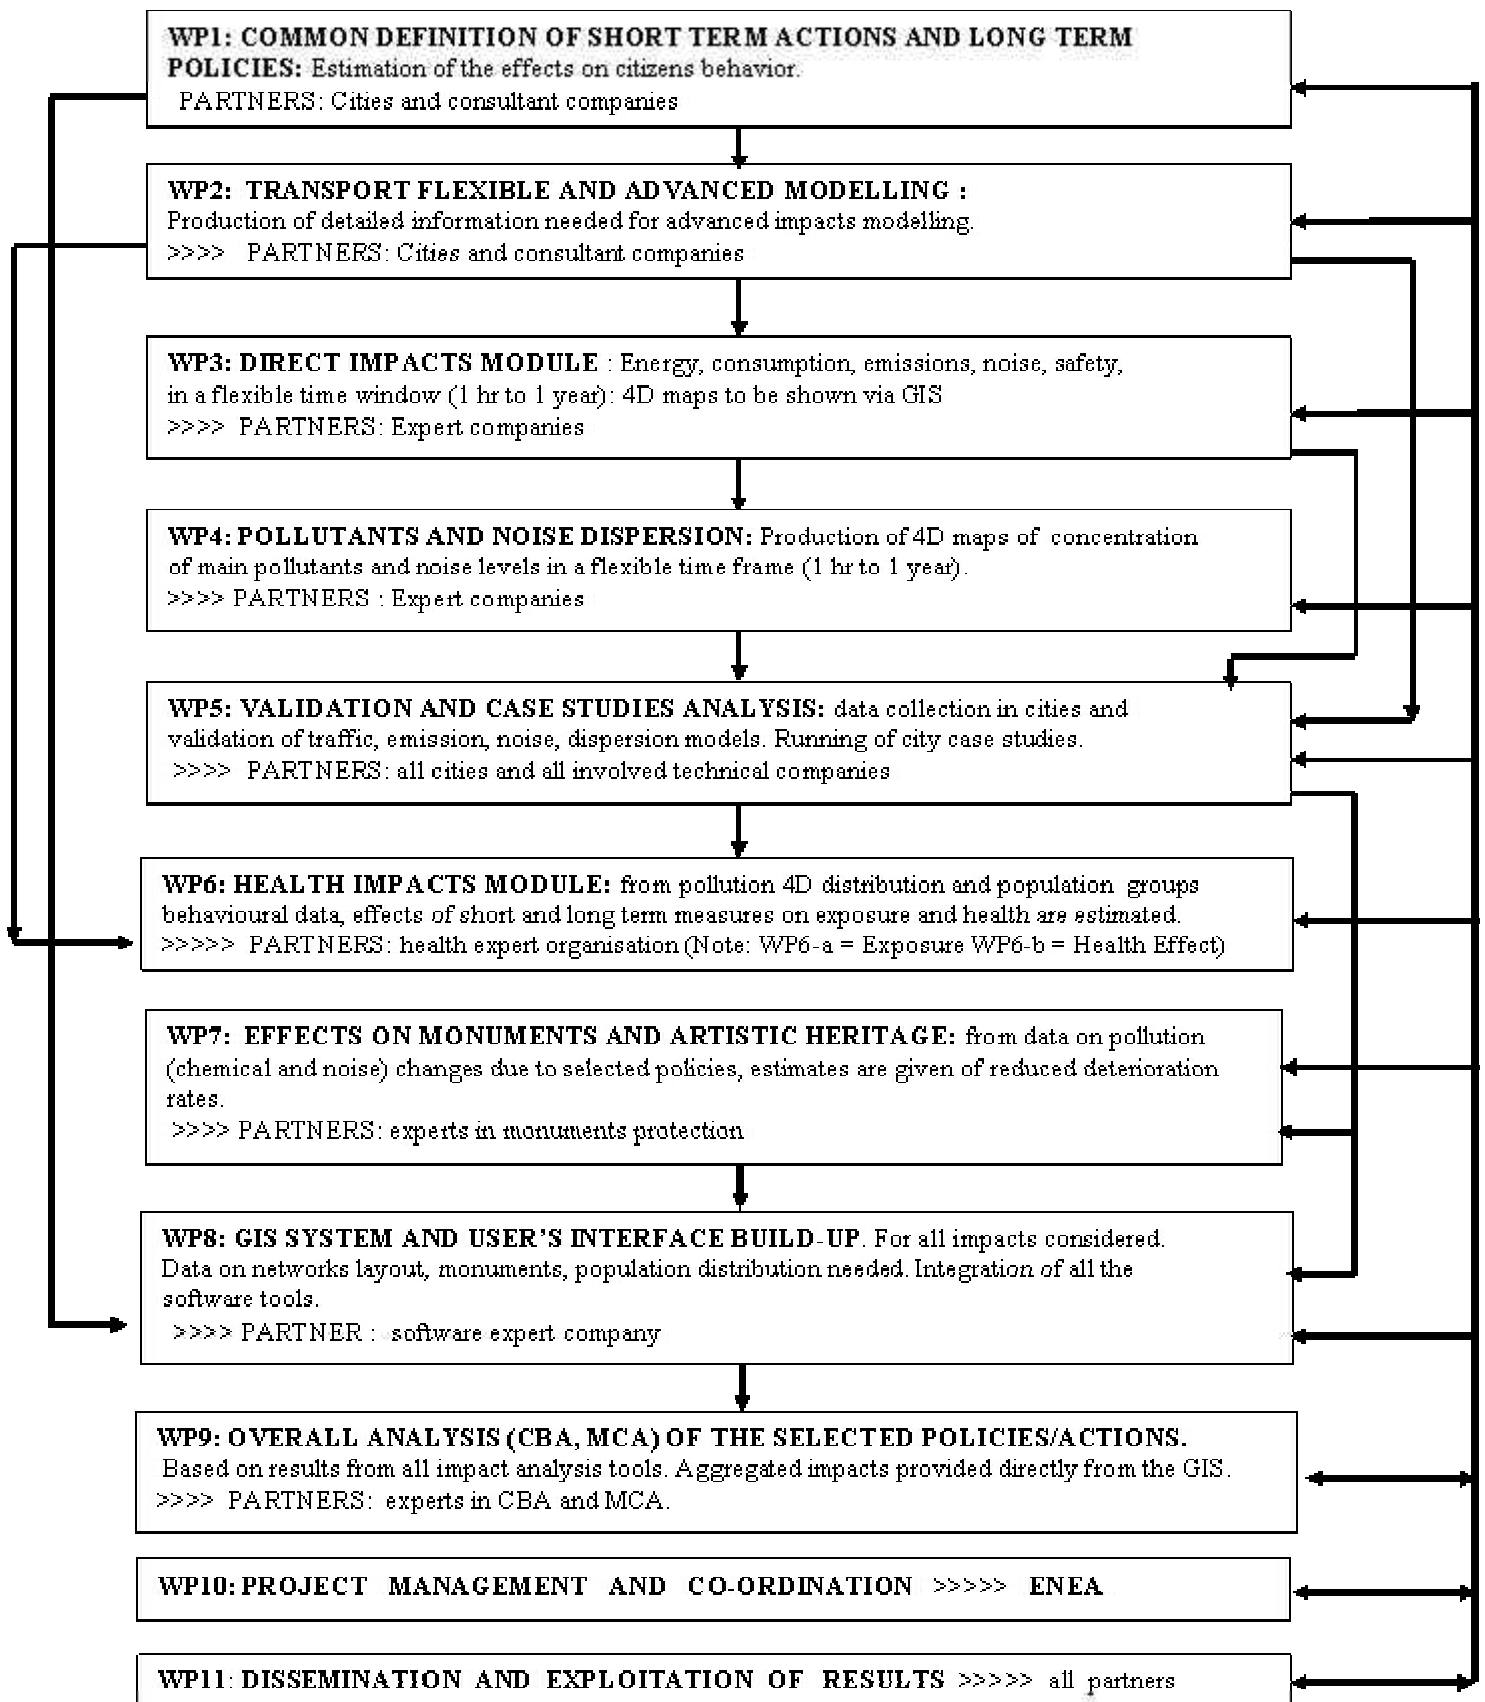 WP1: COMMON DEFINITION OF SHORT TERM ACTIONS AND LONG TERM
POLICIES: Estimation of the effects on citizens behavior.
PARTNERS: Cities and consultant companies
WP2: TRANSPORT FLEXIBLE AND ADVANCED MODELLING :
Production of detailed information needed for advanced impacts modelling.
>>>> PARTNERS: Cities and consultant companies
WP3: DIRECT IMPACTS MODULE : Energy, consumption, emissions, noise, safety,
in a flexible time window (1 hr to 1 year): 4D maps to be shown via GIS
>>>> PARTNERS: Expert companies
WP4: POLLUTANTS AND NOISE DISPERSION: Production of 4D maps of concentration
of main pollutants and noise levels in a flexible time frame (1 hr to 1 year).
>>>> PARTNERS : Expert companies
WP5: VALIDATION AND CASE STUDIES ANALYSIS: data collection in cities and
validation of traffic, emission, noise, dispersion models. Running of city case studies.
>>>> PARTNERS: all cities and all involved technical companies
WP6: HEALTH IMPACTS MODULE: from pollution 4D distribution and population groups
behavioural data, effects of short and long term measures on exposure and health are estimated.
>>>>> PARTNERS: health expert organisation (Note: WP6-a = Exposure WP6-b = Health Effect)
WP7: EFFECTS ON MONUMENTS AND ARTISTIC HERITAGE: from data on pollution
(chemical and noise) changes due to selected policies, estimates are given of reduced deterioration
rates.
>>>> PARTNERS: experts in monuments protection
WP8: GIS SYSTEM AND USER'S INTERFACE BUILD-UP. For all impacts considered.
Data on networks layout, monuments, population distribution needed. Integration of all the
software tools.
>>>> PARTNER : software expert company
WP9: OVERALL ANALYSIS (CBA, MCA) OF THE SELECTED POLICIES/ACTIONS.
Based on results from all impact analysis tools. Aggregated impacts provided directly from the GIS.
>>>> PARTNERS: experts in CBA and MCA.
WP10: PROJECT MANAGEMENT AND CO-ORDINATION >>>>> ENEA
WP11: DISSEMINATION AND EXPLOITATION OF RESULTS >>>>> all partners